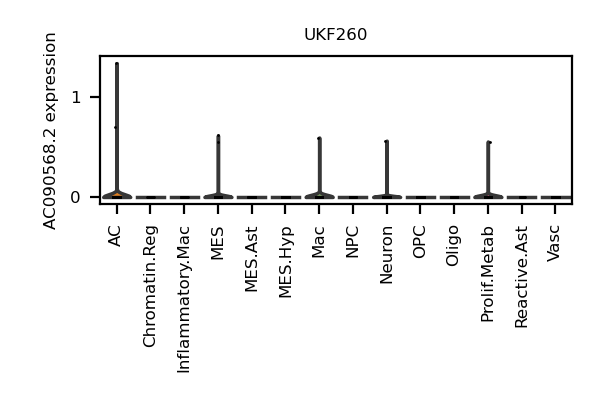 UKF260
AC090568.2 expression
1
0
AC
Chromatin.Reg
Inflammatory.Mac
MES
MES.Ast
MES.Hyp
Mac
NPC
Neuron
OPC
Oligo
Prolif.Metab
Reactive.Ast
Vasc